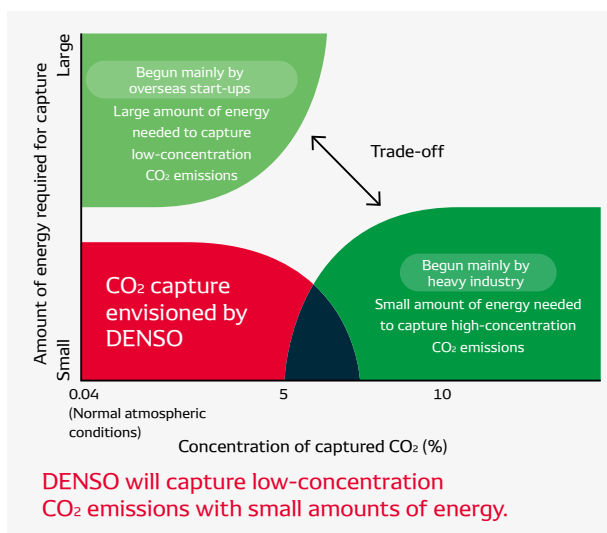 Amount of energy required for capture
Large
Small
Begun mainly by
overseas start-ups
Large amount of energy
needed to capture
low-concentration
CO₂ emissions
Trade-off
CO₂ capture
envisioned by
DENSO
Begun mainly by
heavy industry
Small amount of energy needed
to capture high-concentration
CO₂ emissions
0.04
(Normal atmospheric
conditions)
5
10
Concentration of captured CO₂ (%)
DENSO will capture low-concentration
CO₂ emissions with small amounts of energy.